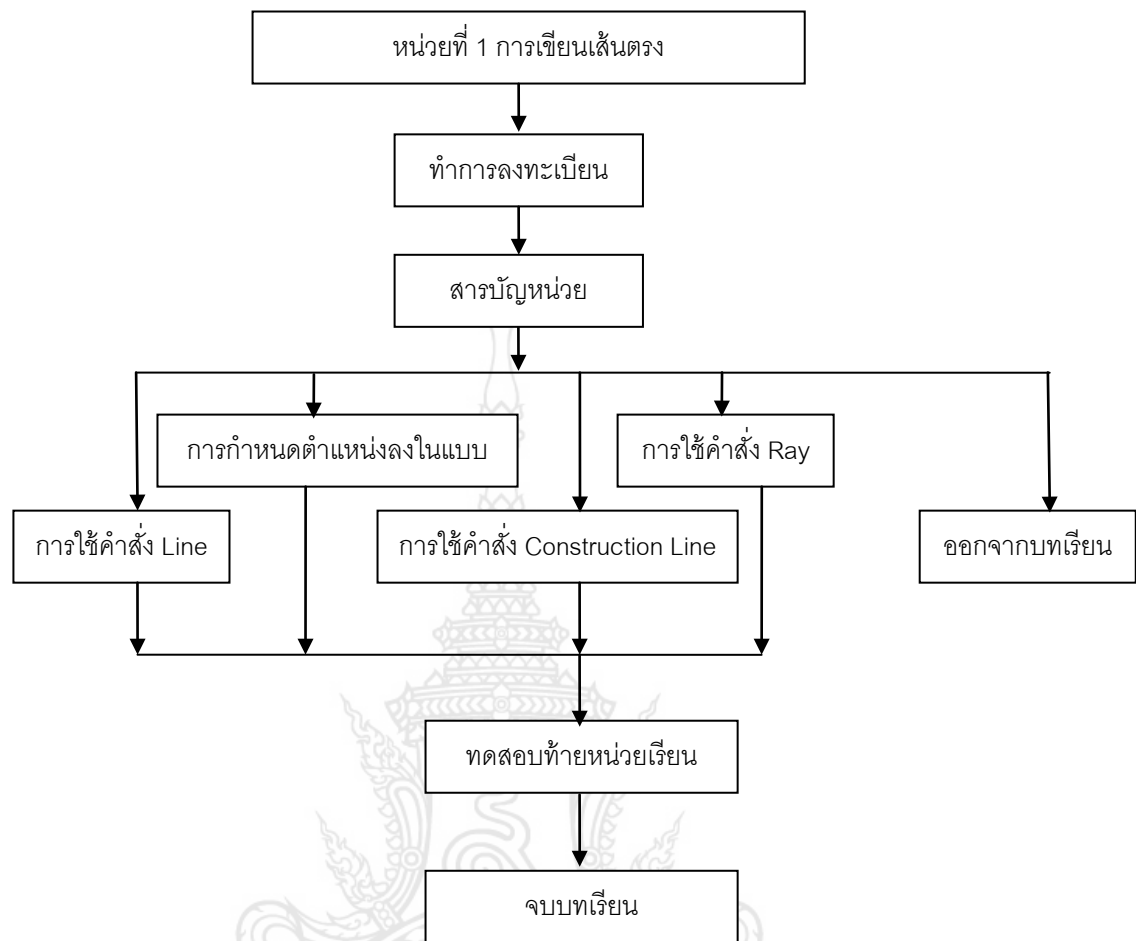 หน่วยที่ 1 การเขียนเส้นตรง
ทำการลงทะเบียน
สารบัญหน่วย
การกำหนดตำแหน่งลงในแบบ
การใช้คำสั่ง Ray
การใช้คำสั่ง Line
การใช้คำสั่ง Construction Line
ออกจากบทเรียน
ทดสอบท้ายหน่วยเรียน
จบบทเรียน